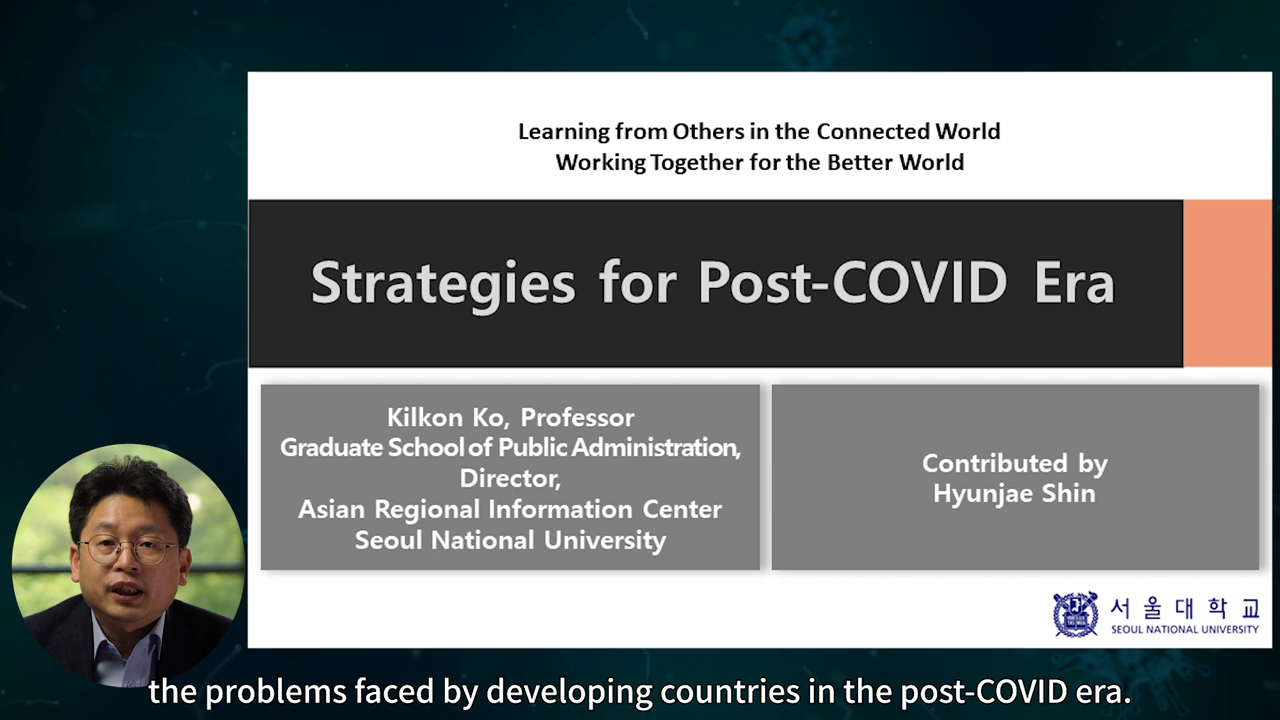 Learning from Others in the Connected World
Working Together for the Better World
Strategies for Post-COVID Era
Kilkon Ko, Professor
Graduate School of Public Administration,
Director,
Asian Regional Information Center
Seoul National University
Contributed by
Hyunjae Shin
서울대학교
SEOUL NATIONAL UNIVERSITY
the problems faced by developing countries in the post-COVID era.